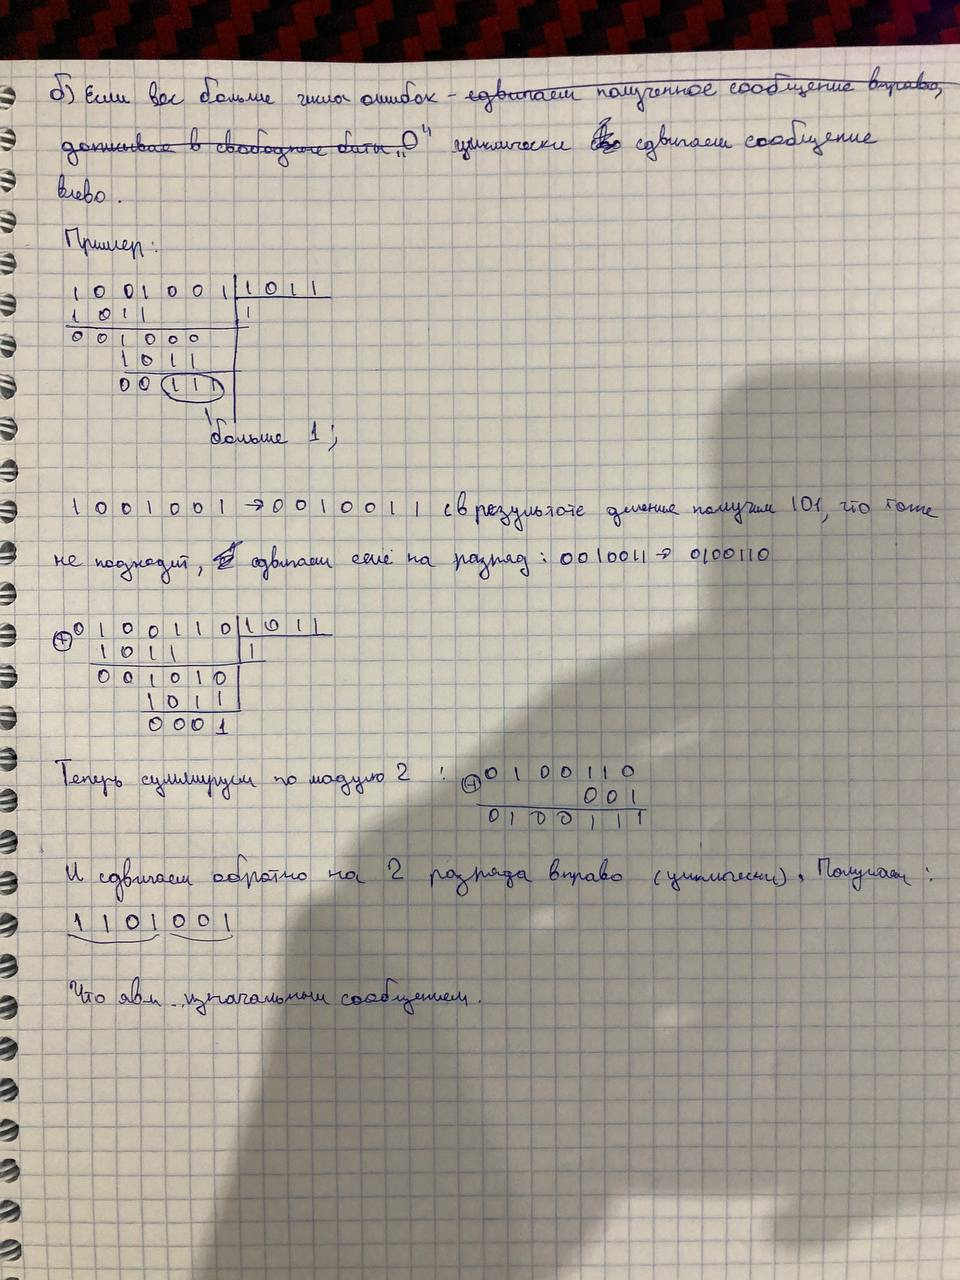 б) Если вес больше числа ошибок - сдвигаем полученное сообщение вправо,
в свободные биты „0“ циклически сдвигаем сообщение
влево.
Пример:
1 0 0 1 0 0 1 1 0 1 1
1 0 1 1 1
0 0 1 0 0 0
1 0 1 1
0 0 1 1 1
больше 1;
1 0 0 1 0 0 1 → 0 0 1 0 0 1 1 в результате деления получим 101, что тоже
не подходит, сдвигаем ещё на разряд: 0010011 → 0100110
0 1 0 0 1 1 0 1 0 1 1
1 0 1 1 1
0 0 1 0 1 0
1 0 1 1
0 0 0 1
Теперь суммируем по модулю 2 : 0 1 0 0 1 1 0
0 0 1
0 1 0 0 1 1 1
И сдвигаем обратно на 2 разряда вправо (циклически). Получаем:
1 1 0 1 0 0 1
Что явл. изначальным сообщением.